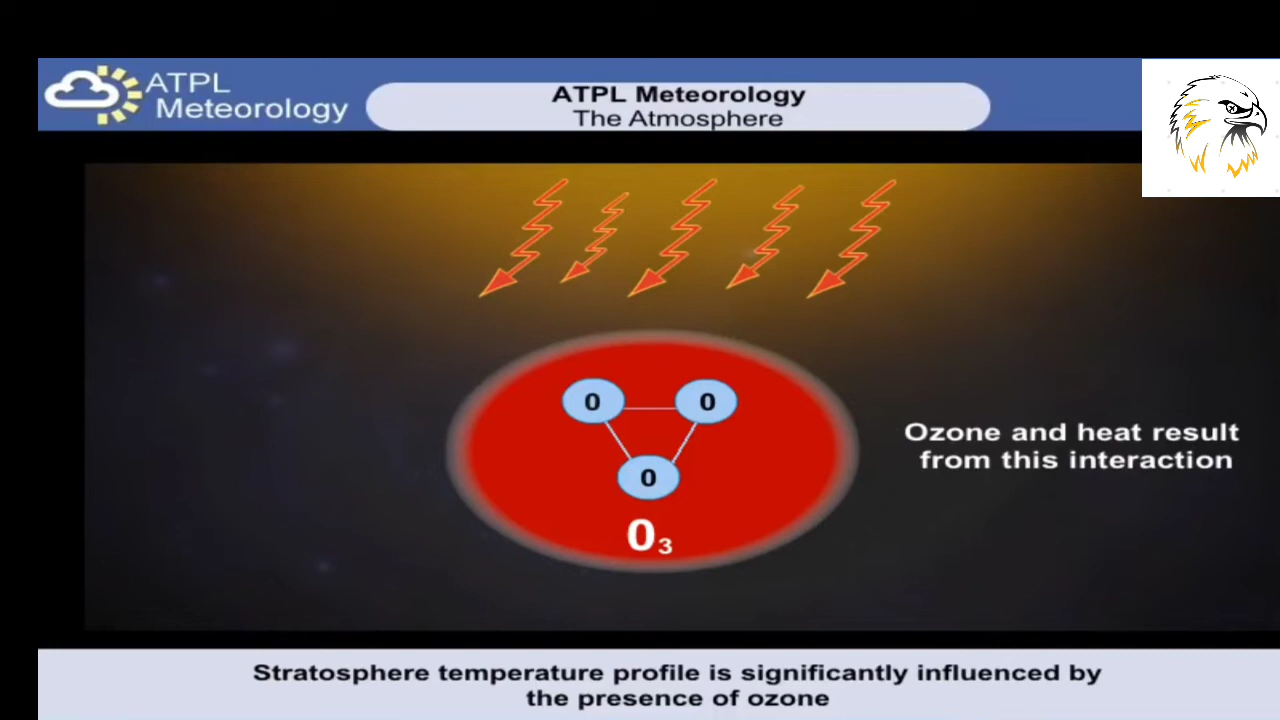 ATPL
Meteorology
ATPL Meteorology
The Atmosphere
0
0
0
0₃
Ozone and heat result
from this interaction
Stratosphere temperature profile is significantly influenced by
the presence of ozone